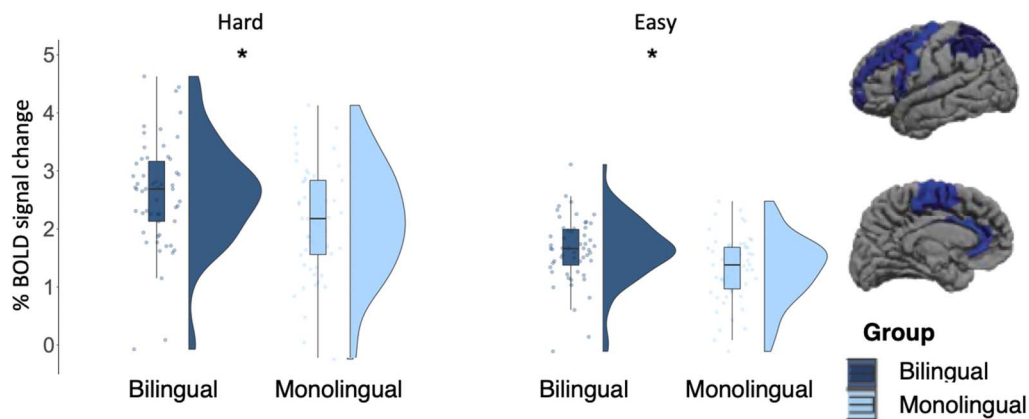 Hard
Easy
*
*
% BOLD signal change
5
4
3
2
1
0
Bilingual
Monolingual
Bilingual
Monolingual
Group
Bilingual
Monolingual